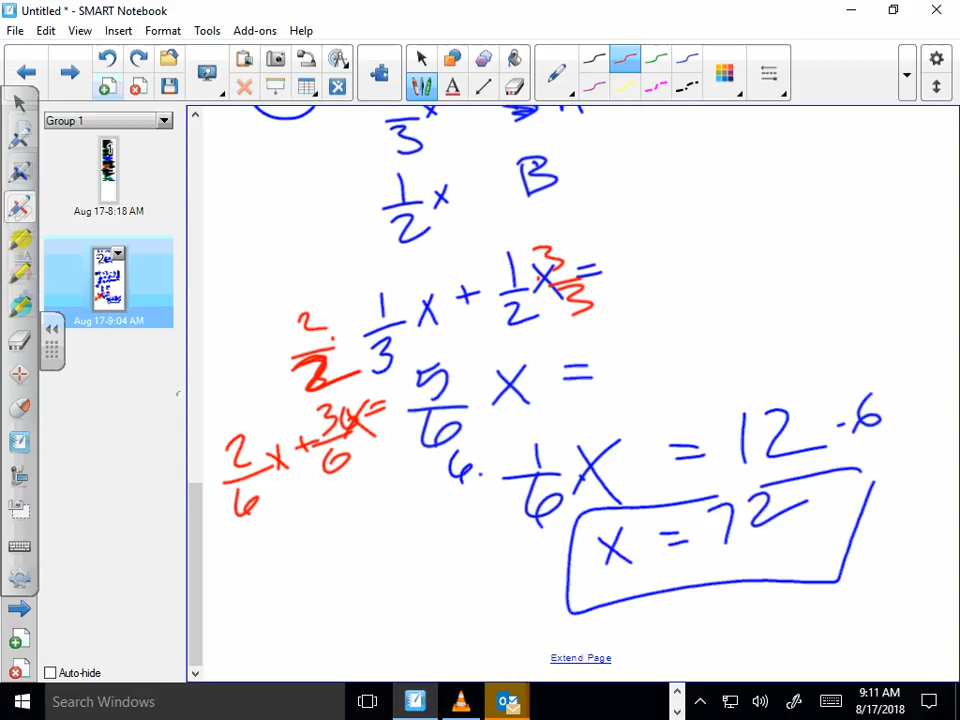 Untitled * - SMART Notebook
File Edit View Insert Format Tools Add-ons Help
Group 1
Aug 17-8:18 AM
Aug 17-9:04 AM
1/3 x
1/2 x B
2/2 · 1/3 x + 1/2 x · 3/3 =
5/6 x =
2/6 x + 3/6 x =
6 · 1/6 x = 12 · 6
x = 72
Extend Page
Auto-hide
Search Windows
9:11 AM
8/17/2018